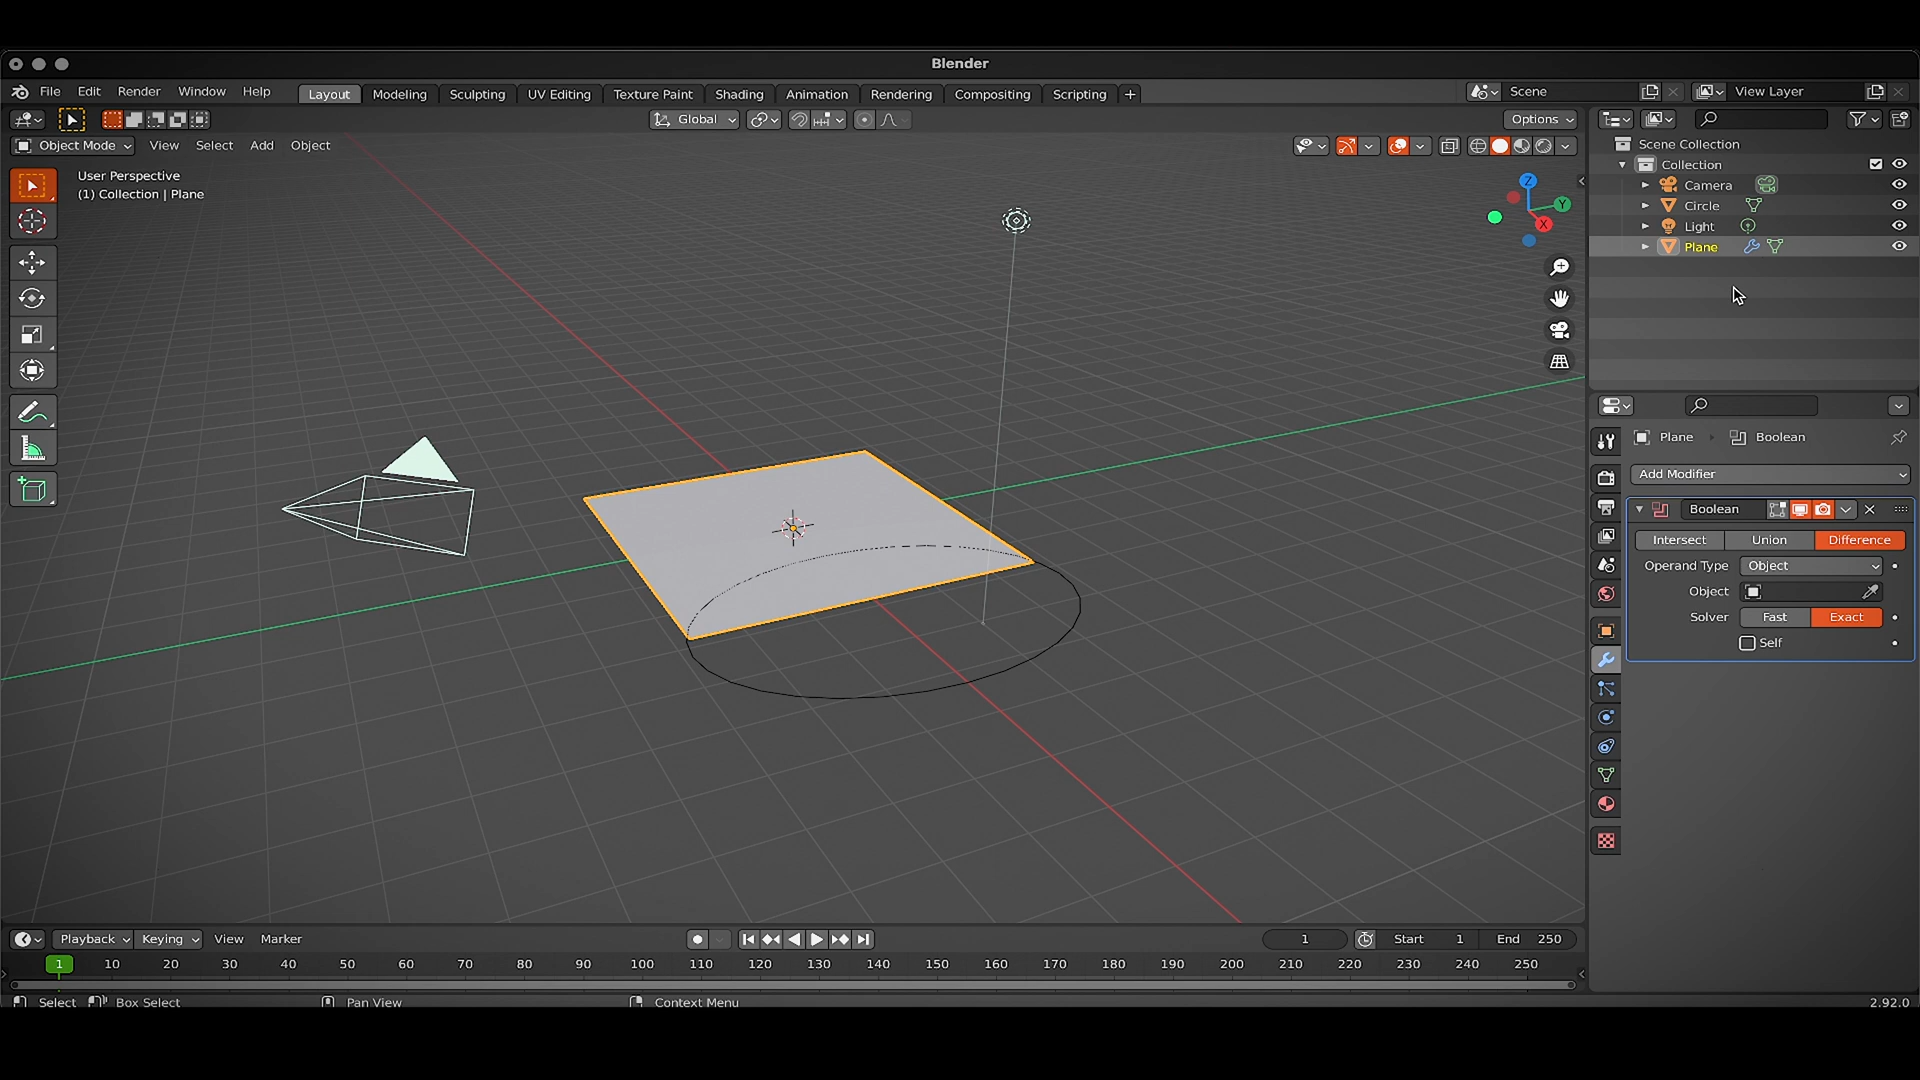 Blender
File Edit Render Window Help Layout Modeling Sculpting UV Editing Texture Paint Shading Animation Rendering Compositing Scripting + Scene View Layer
Global Options
Object Mode View Select Add Object
User Perspective
(1) Collection | Plane
Z
Y
X
Scene Collection
Collection
Camera
Circle
Light
Plane
Plane Boolean
Add Modifier
Boolean
Intersect Union Difference
Operand Type Object
Object
Solver Fast Exact
Self
Playback Keying View Marker 1 Start 1 End 250
1 10 20 30 40 50 60 70 80 90 100 110 120 130 140 150 160 170 180 190 200 210 220 230 240 250
Select Box Select Pan View Context Menu 2.92.0